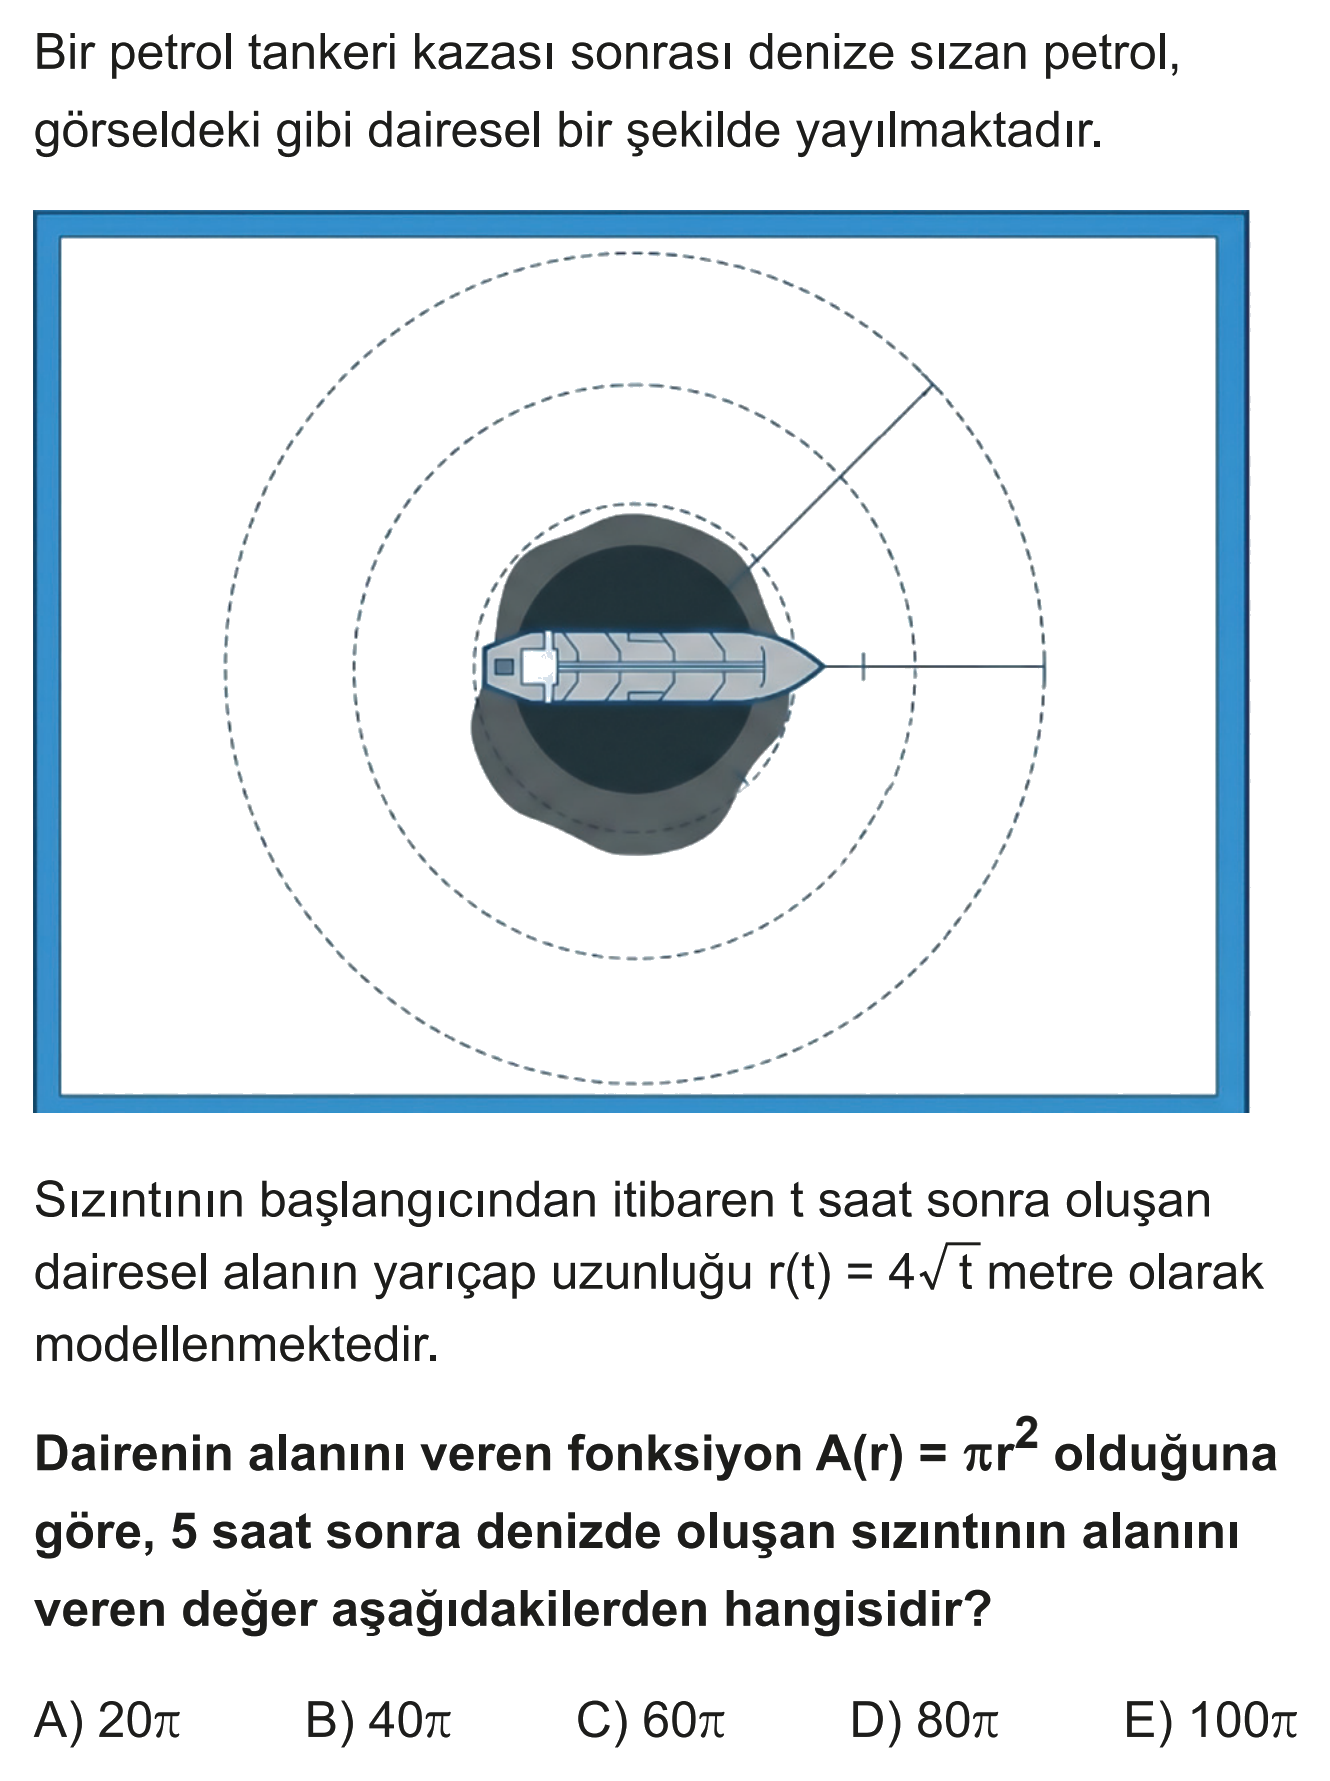 Bir petrol tankeri kazası sonrası denize sızan petrol,
görseldeki gibi dairesel bir şekilde yayılmaktadır.
Sızıntının başlangıcından itibaren t saat sonra oluşan
dairesel alanın yarıçap uzunluğu r(t) = 4√t metre olarak
modellenmektedir.
Dairenin alanını veren fonksiyon A(r) = πr² olduğuna
göre, 5 saat sonra denizde oluşan sızıntının alanını
veren değer aşağıdakilerden hangisidir?
A) 20π B) 40π C) 60π D) 80π E) 100π